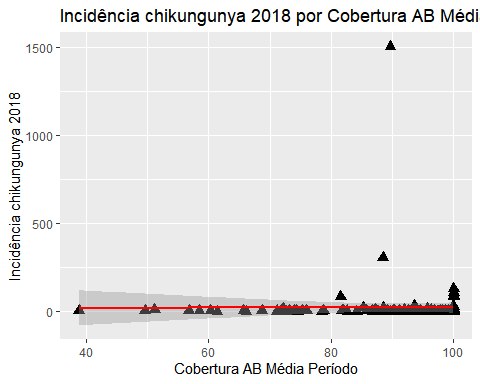 Incidência chikungunya 2018 por Cobertura AB Médi
1500
1000
500
0
Incidência chikungunya 2018
40 60 80 100
Cobertura AB Média Período